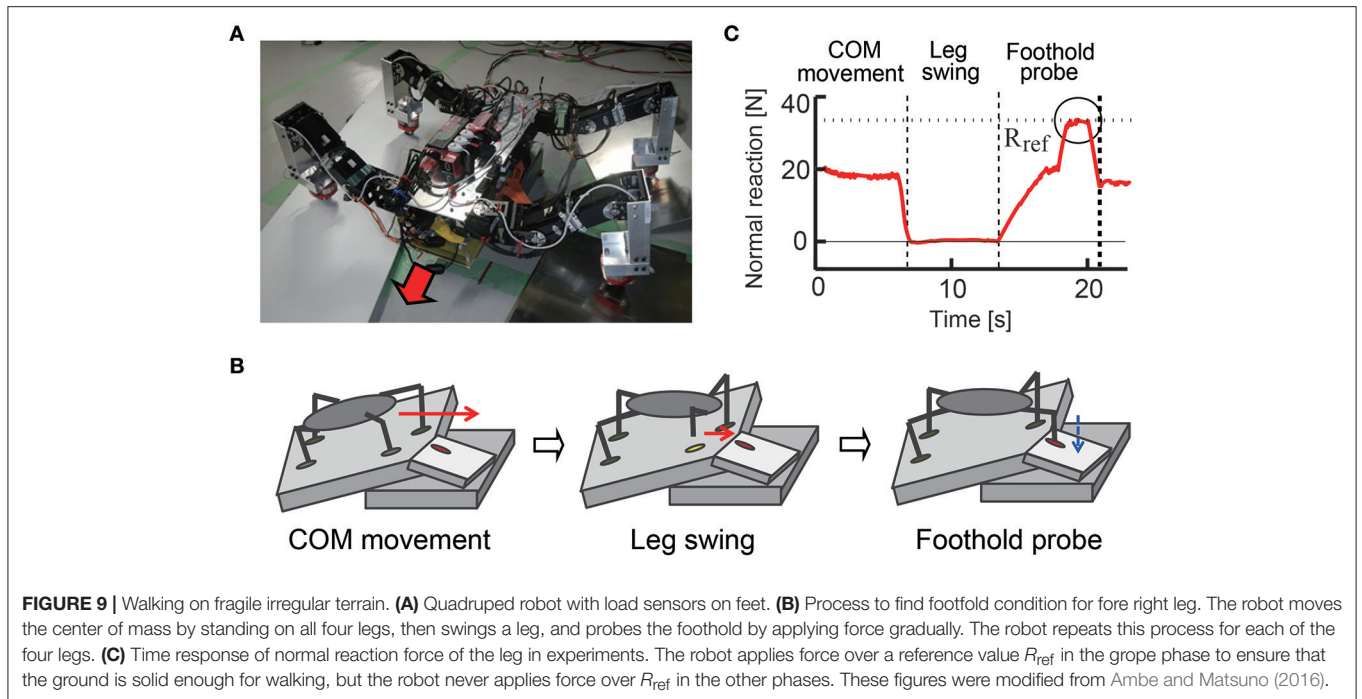 A
C
COM
movement
Leg
swing
Foothold
probe
Normal reaction [N]
40
20
0
R_ref
0
10
20
Time [s]
B
COM movement
Leg swing
Foothold probe
FIGURE 9 | Walking on fragile irregular terrain. (A) Quadruped robot with load sensors on feet. (B) Process to find footfold condition for fore right leg. The robot moves
the center of mass by standing on all four legs, then swings a leg, and probes the foothold by applying force gradually. The robot repeats this process for each of the
four legs. (C) Time response of normal reaction force of the leg in experiments. The robot applies force over a reference value R_ref in the grope phase to ensure that
the ground is solid enough for walking, but the robot never applies force over R_ref in the other phases. These figures were modified from Ambe and Matsuno (2016).